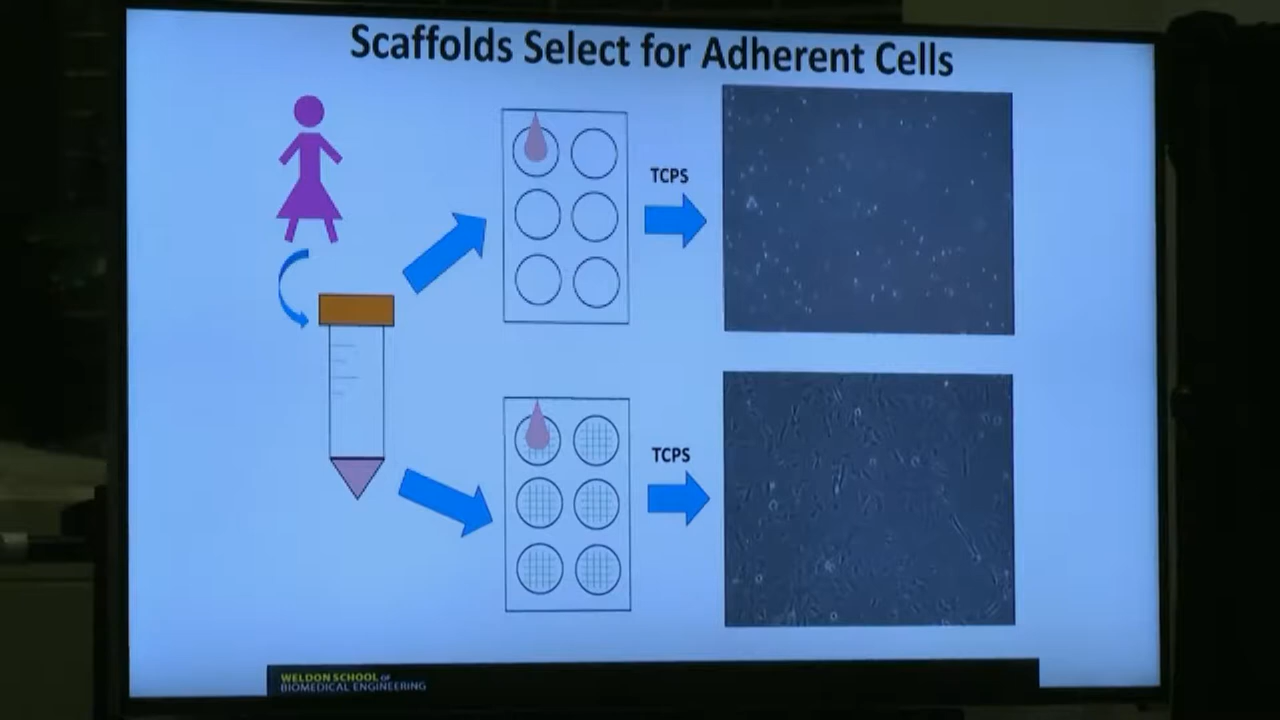 Scaffolds Select for Adherent Cells
TCPS
TCPS
WELDON SCHOOL OF
BIOMEDICAL ENGINEERING